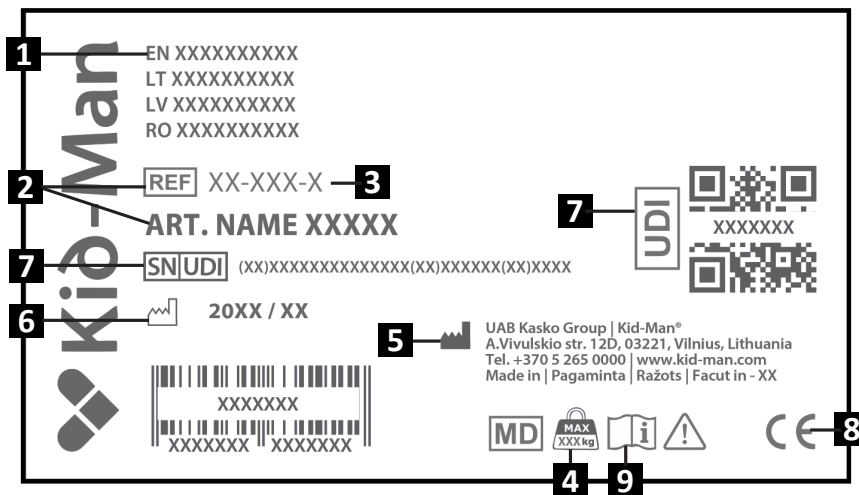 Kid-Man
1
EN XXXXXXXXXX
LT XXXXXXXXXX
LV XXXXXXXXXX
RO XXXXXXXXXX
2
REF XX-XXX-X 3
ART. NAME XXXXX
7
UDI
XXXXXXX
7
SN UDI (XX)XXXXXXXXXXXXXX(XX)XXXXXX(XX)XXXX
6
20XX / XX
5
UAB Kasko Group | Kid-Man®
A.Vivulskio str. 12D, 03221, Vilnius, Lithuania
Tel. +370 5 265 0000 | www.kid-man.com
Made in | Pagaminta | Ražots | Facut in - XX
XXXXXXX
XXXXXXX XXXXXXX
MD
MAX
XXX kg
i
!
CE
8
4
9